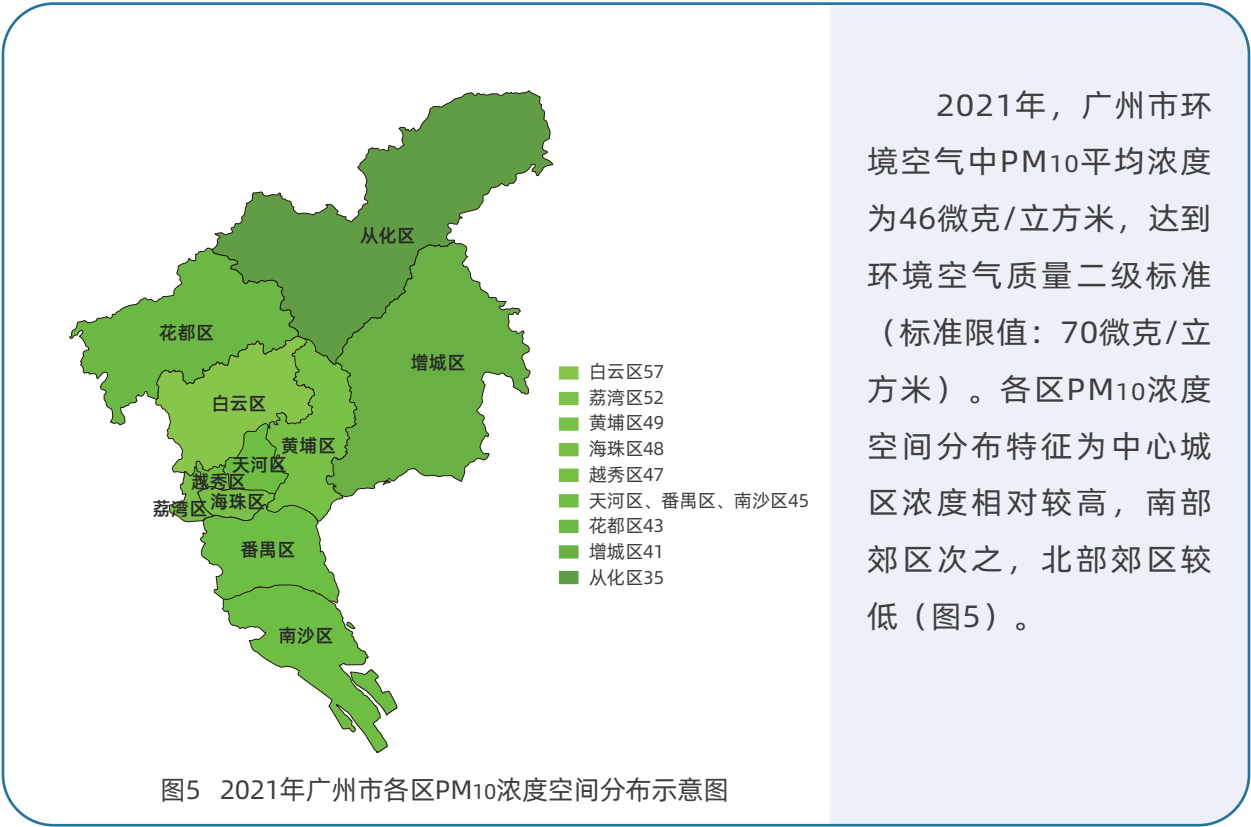 从化区
花都区
增城区
白云区
黄埔区
天河区
越秀区
海珠区
荔湾区
番禺区
南沙区
白云区57
荔湾区52
黄埔区49
海珠区48
越秀区47
天河区、番禺区、南沙区45
花都区43
增城区41
从化区35
图5 2021年广州市各区PM10浓度空间分布示意图
2021年，广州市环
境空气中PM10平均浓度
为46微克/立方米，达到
环境空气质量二级标准
（标准限值：70微克/立
方米）。各区PM10浓度
空间分布特征为中心城
区浓度相对较高，南部
郊区次之，北部郊区较
低（图5）。